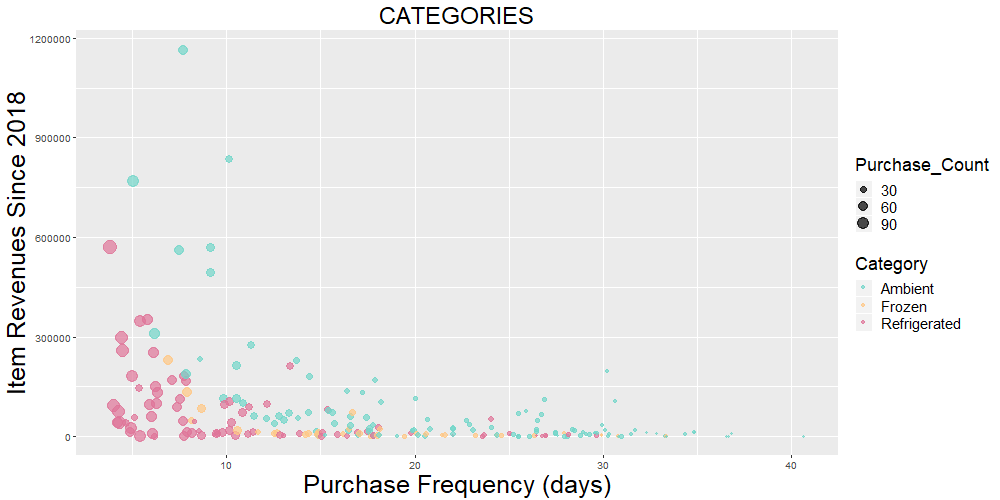 CATEGORIES
Item Revenues Since 2018
1200000
900000
600000
300000
0
10
20
30
40
Purchase Frequency (days)
Purchase_Count
30
60
90
Category
Ambient
Frozen
Refrigerated